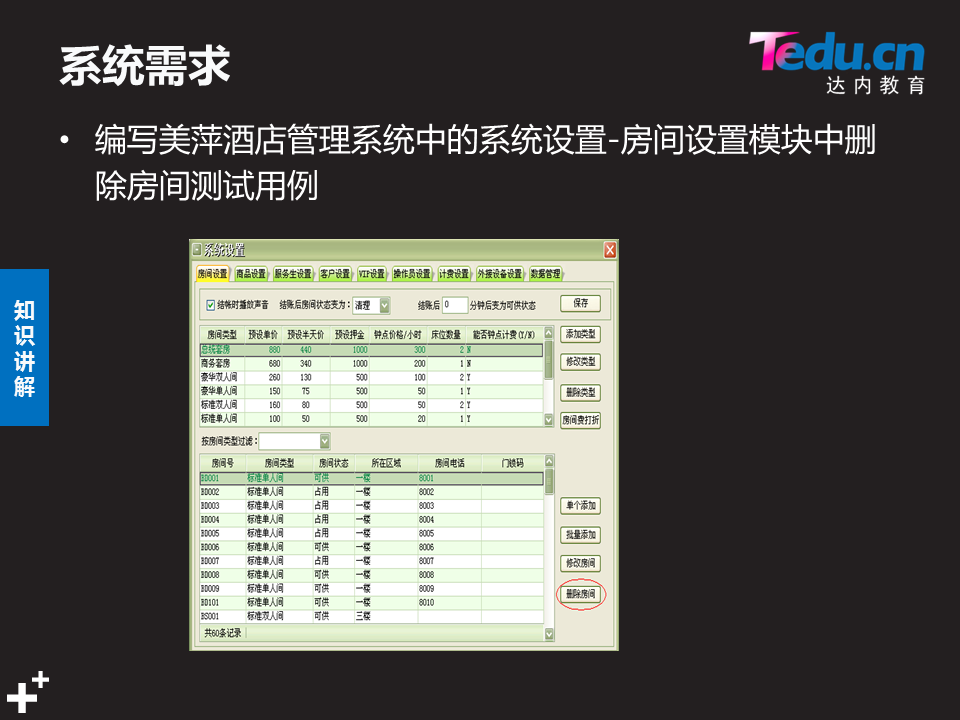 系统需求
Tedu.cn
达内教育
• 编写美萍酒店管理系统中的系统设置-房间设置模块中删
除房间测试用例
知识讲解
系统设置
房间设置 商品设置 服务生设置 客户设置 VIP设置 操作员设置 计费设置 外接设备设置 数据管理
结帐时播放声音 结账后房间状态变为： 清理 结账后 0 分钟后变为可供状态 保存
房间类型 预设单价 预设半天价 预设押金 钟点价格/小时 床位数量 能否钟点计费(Y/N) 添加类型
总统套房 880 440 1000 300 2 N
商务套房 680 340 1000 200 1 N 修改类型
豪华双人间 260 130 500 100 2 Y
豪华单人间 150 75 500 50 1 Y 删除类型
标准双人间 160 80 500 50 2 Y
标准单人间 100 50 500 20 1 Y 房间费打折
按房间类型过滤：
房间号 房间类型 房间状态 所在区域 房间电话 门锁码
BD001 标准单人间 可供 一楼 8001
BD002 标准单人间 占用 一楼 8002
BD003 标准单人间 占用 一楼 8003 单个添加
BD004 标准单人间 占用 一楼 8004
BD005 标准单人间 占用 一楼 8005 批量添加
BD006 标准单人间 可供 一楼 8006
BD007 标准单人间 占用 一楼 8007 修改房间
BD008 标准单人间 可供 一楼 8008
BD009 标准单人间 可供 一楼 8009 删除房间
BD101 标准单人间 可供 一楼 8010
BS001 标准双人间 可供 三楼
共60条记录